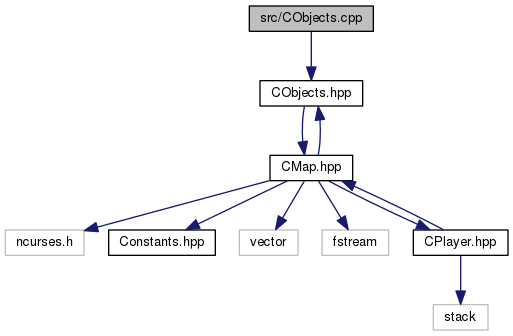 src/CObjects.cpp
CObjects.hpp
CMap.hpp
ncurses.h
Constants.hpp
vector
fstream
CPlayer.hpp
stack